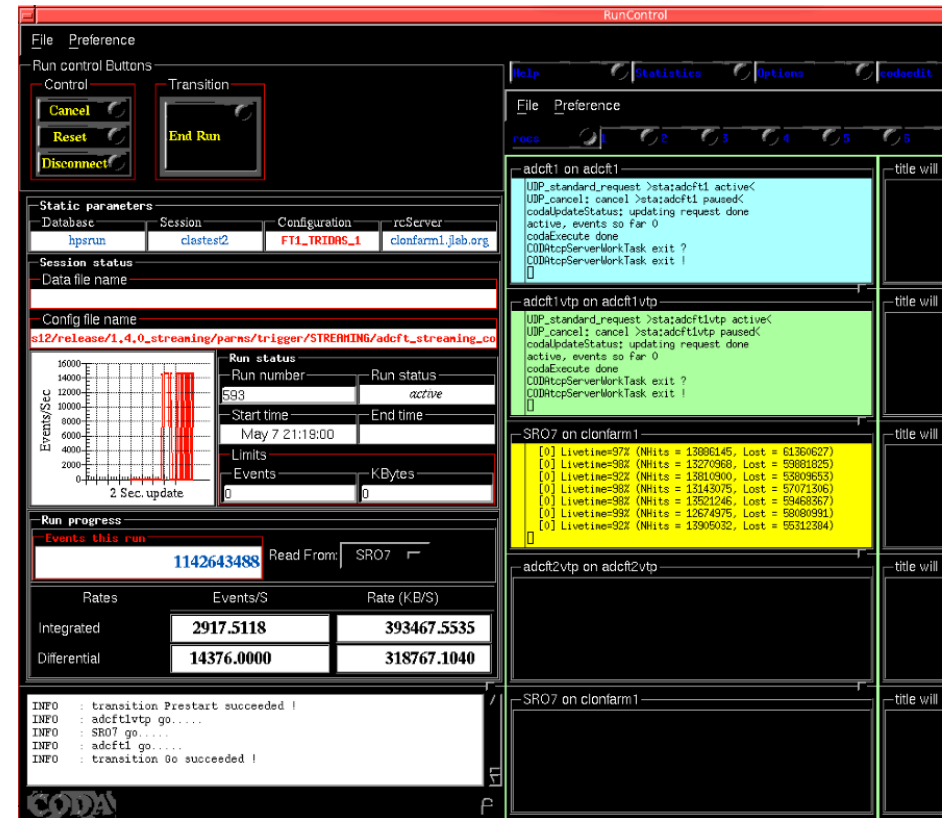 RunControl
File Preference
Run control Buttons
Control
Transition
Cancel
Reset
Disconnect
End Run
Static parameters
Database
Session
Configuration
rcServer
hpsrun
clastest2
FT1_TRIDAS_1
clonfarm1.jlab.org
Session status
Data file name
Config file name
s12/release/1.4.0_streaming/parms/trigger/STREAMING/adcft_streaming_co
Events/Sec
16000
14000
12000
10000
8000
6000
4000
2000
0
2 Sec. update
Run status
Run number
Run status
593
active
Start time
End time
May 7 21:19:00
Limits
Events
KBytes
0
0
Run progress
Events this run
1142643488
Read From: SRO7
Rates Events/S Rate (KB/S)
Integrated 2917.5118 393467.5535
Differential 14376.0000 318767.1040
INFO : transition Prestart succeeded !
INFO : adcft1vtp go.....
INFO : SRO7 go.....
INFO : adcft1 go.....
INFO : transition Go succeeded !
CODA
Help Statistics Options codaedit
File Preference
rocs 1 2 3 4 5 6
adcft1 on adcft1
title will
UDP_standard_request >sta:adcft1 active<
UDP_cancel: cancel >sta:adcft1 paused<
codaUpdateStatus: updating request done
active, events so far 0
codaExecute done
CODAtcpServerWorkTask exit ?
CODAtcpServerWorkTask exit !
adcft1vtp on adcft1vtp
title will
UDP_standard_request >sta:adcft1vtp active<
UDP_cancel: cancel >sta:adcft1vtp paused<
codaUpdateStatus: updating request done
active, events so far 0
codaExecute done
CODAtcpServerWorkTask exit ?
CODAtcpServerWorkTask exit !
SRO7 on clonfarm1
title will
[0] Livetime=97% (NHits = 13886145, Lost = 61360627)
[0] Livetime=98% (NHits = 13270968, Lost = 59881825)
[0] Livetime=92% (NHits = 13810900, Lost = 53809653)
[0] Livetime=98% (NHits = 13143075, Lost = 57071306)
[0] Livetime=98% (NHits = 13521246, Lost = 59468367)
[0] Livetime=99% (NHits = 12674975, Lost = 58080991)
[0] Livetime=92% (NHits = 13905032, Lost = 55312384)
adcft2vtp on adcft2vtp
title will
SRO7 on clonfarm1
title will